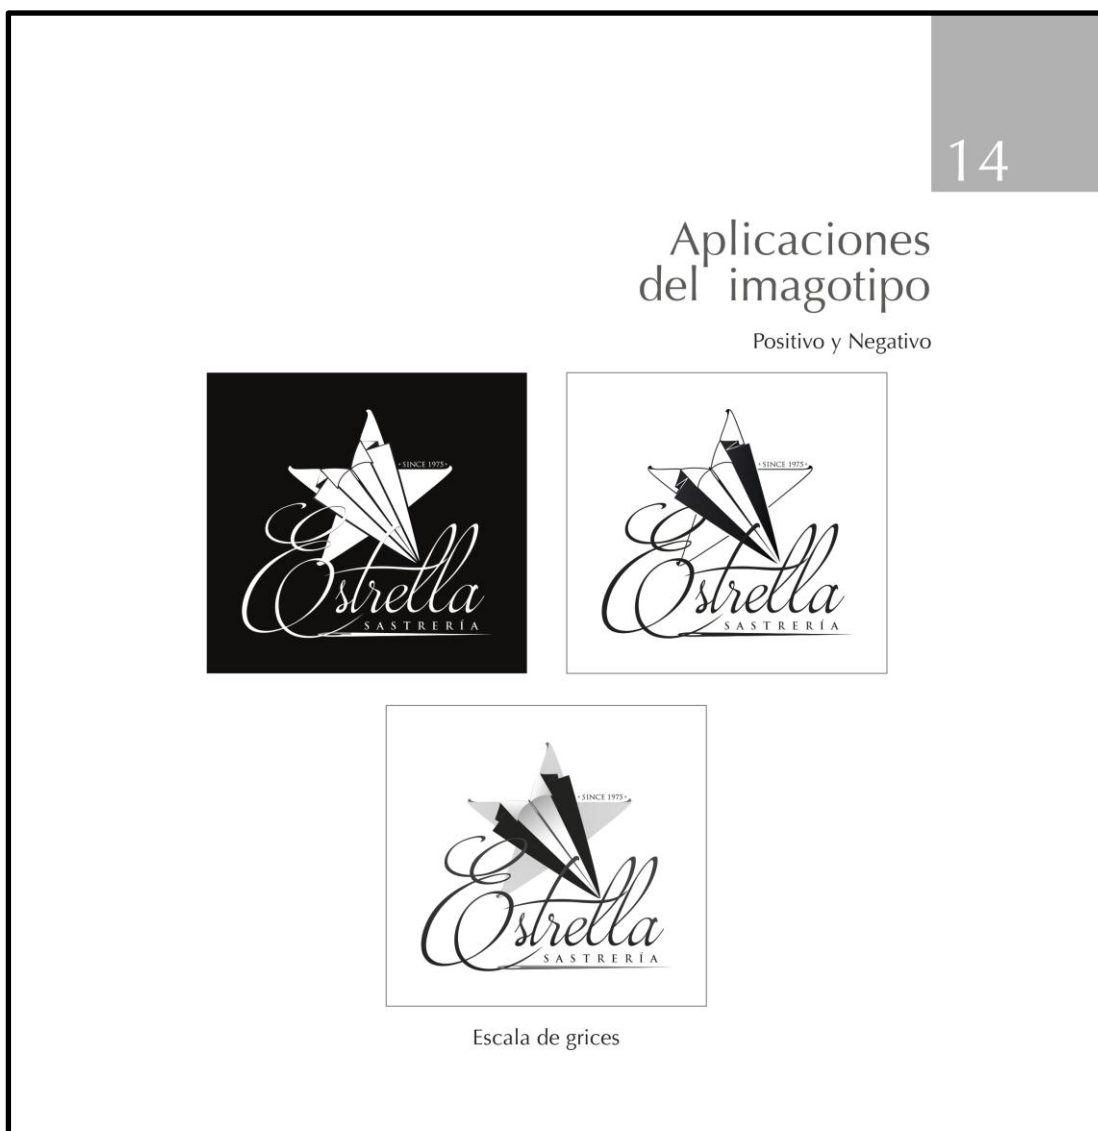 14
Aplicaciones
del imagotipo
Positivo y Negativo
• SINCE 1975 •
Estrella
SASTRERÍA
• SINCE 1975 •
Estrella
SASTRERÍA
• SINCE 1975 •
Estrella
SASTRERÍA
Escala de grices